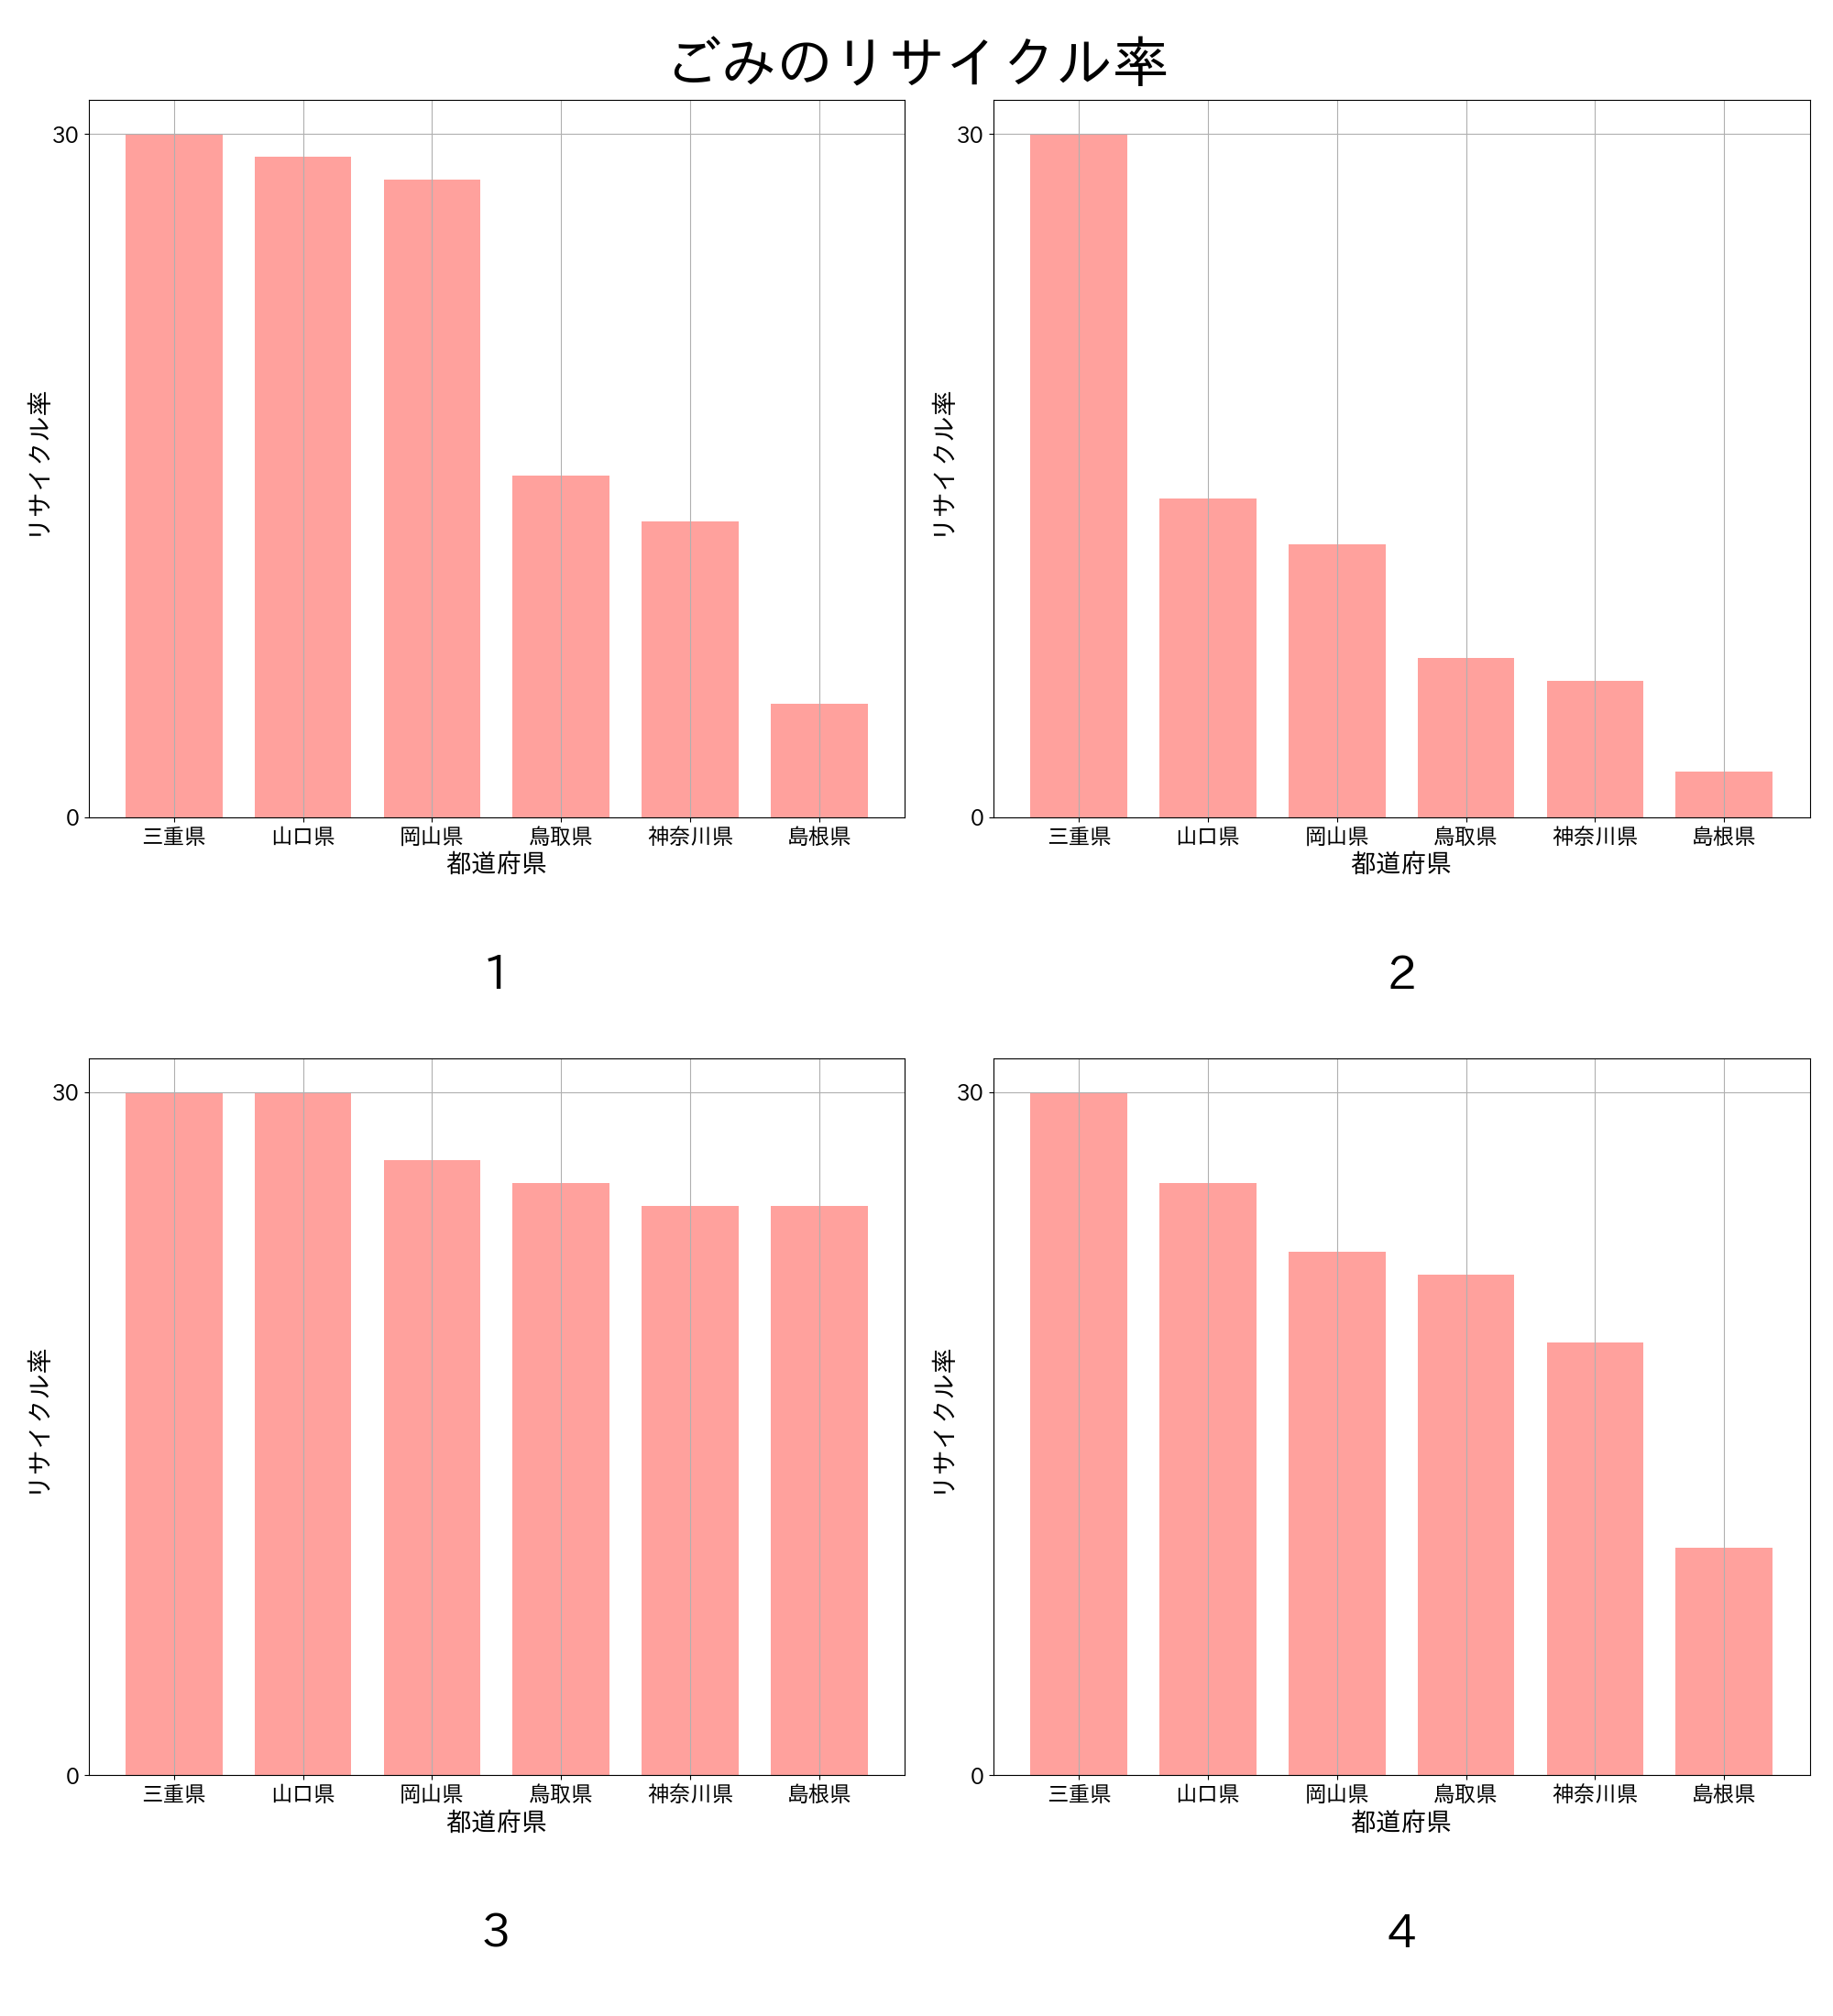 ごみのリサイクル率
30
0
リサイクル率
三重県 山口県 岡山県 鳥取県 神奈川県 島根県
都道府県
1
30
0
リサイクル率
三重県 山口県 岡山県 鳥取県 神奈川県 島根県
都道府県
2
30
0
リサイクル率
三重県 山口県 岡山県 鳥取県 神奈川県 島根県
都道府県
3
30
0
リサイクル率
三重県 山口県 岡山県 鳥取県 神奈川県 島根県
都道府県
4